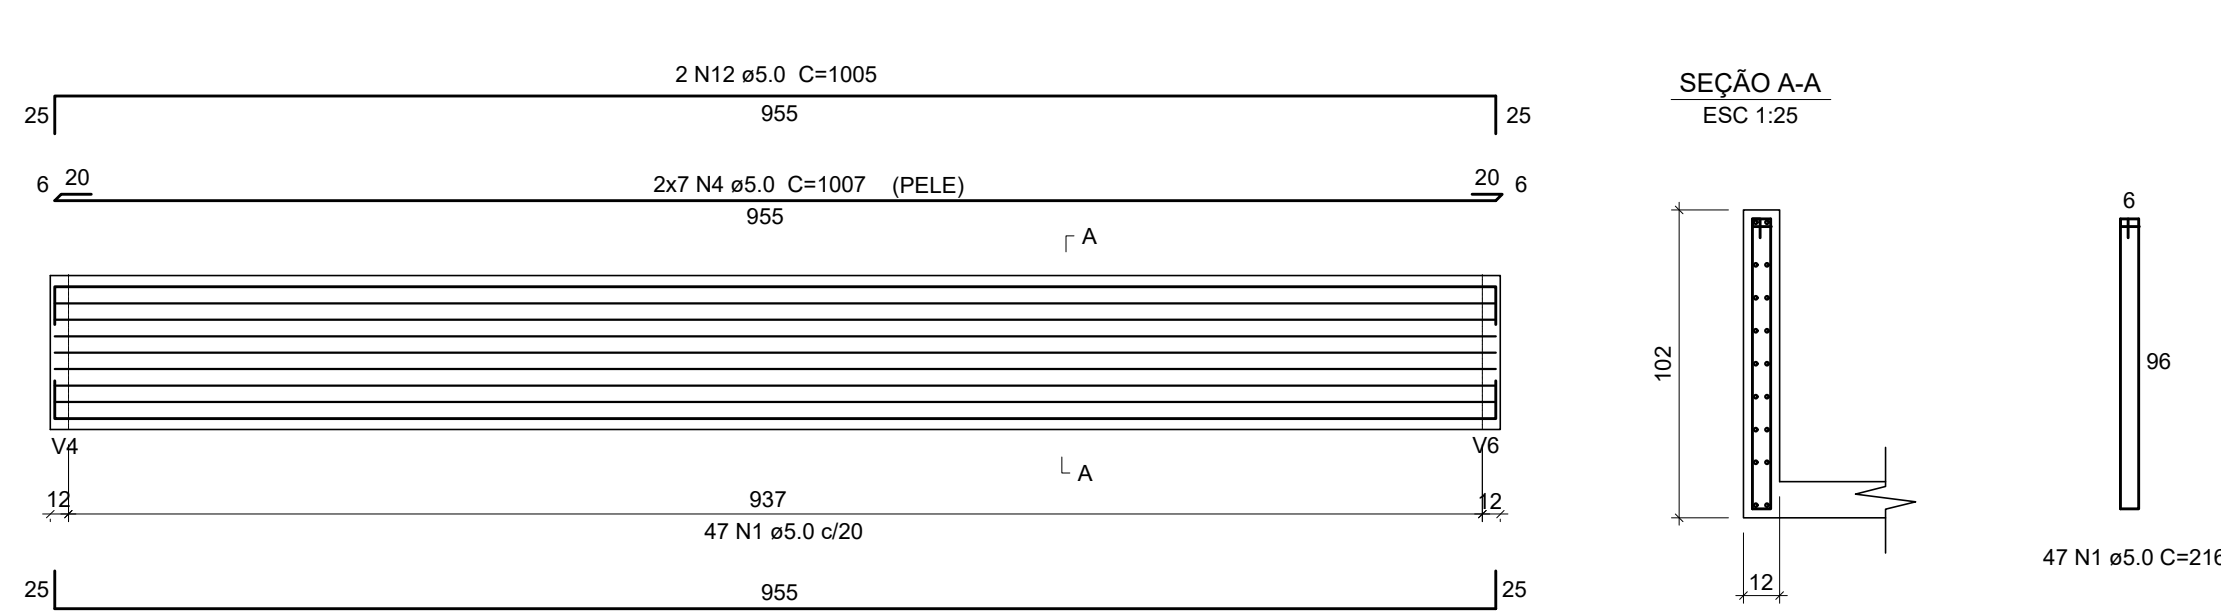 2 N12 ø5.0 C=1005
25
955
25
6 20
2x7 N4 ø5.0 C=1007 (PELE)
20 6
955
A
V4
V6
A
12
937
12
47 N1 ø5.0 c/20
25
955
25
SEÇÃO A-A
ESC 1:25
102
12
6
96
47 N1 ø5.0 C=216